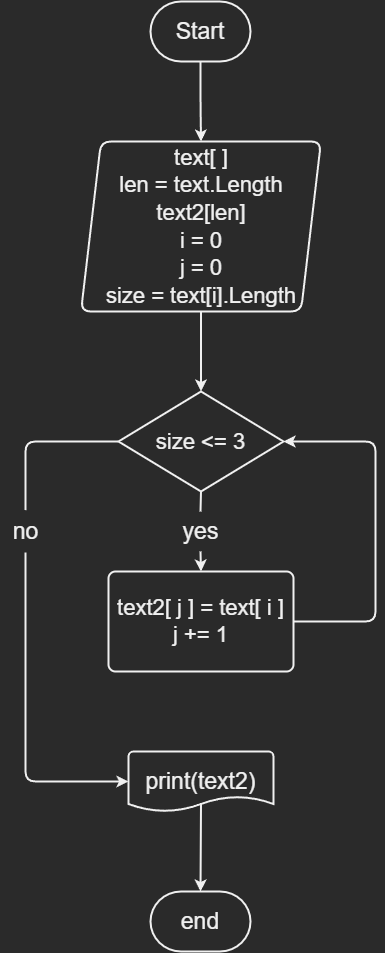 Start
text[ ]
len = text.Length
text2[len]
i = 0
j = 0
size = text[i].Length
size <= 3
no
yes
text2[ j ] = text[ i ]
j += 1
print(text2)
end